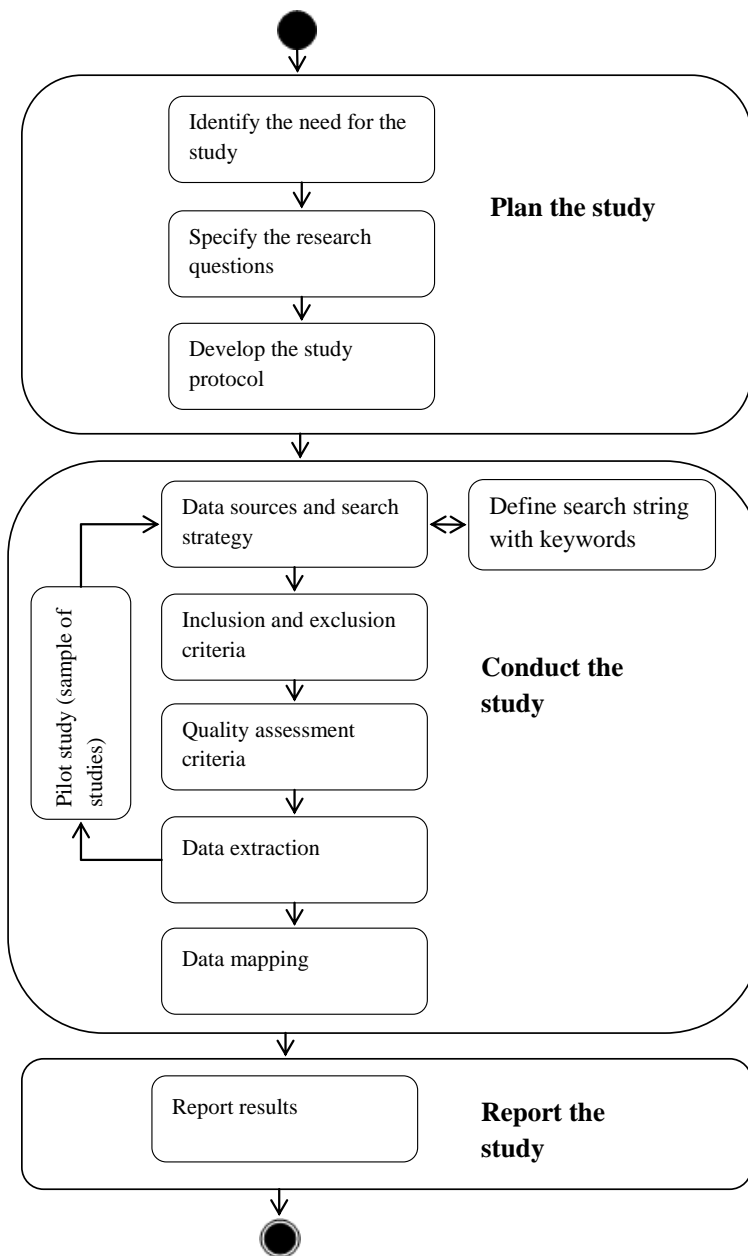 Identify the need for the
study
Plan the study
Specify the research
questions
Develop the study
protocol
Data sources and search
strategy
Define search string
with keywords
Pilot study (sample of
studies)
Inclusion and exclusion
criteria
Conduct the
study
Quality assessment
criteria
Data extraction
Data mapping
Report results
Report the
study